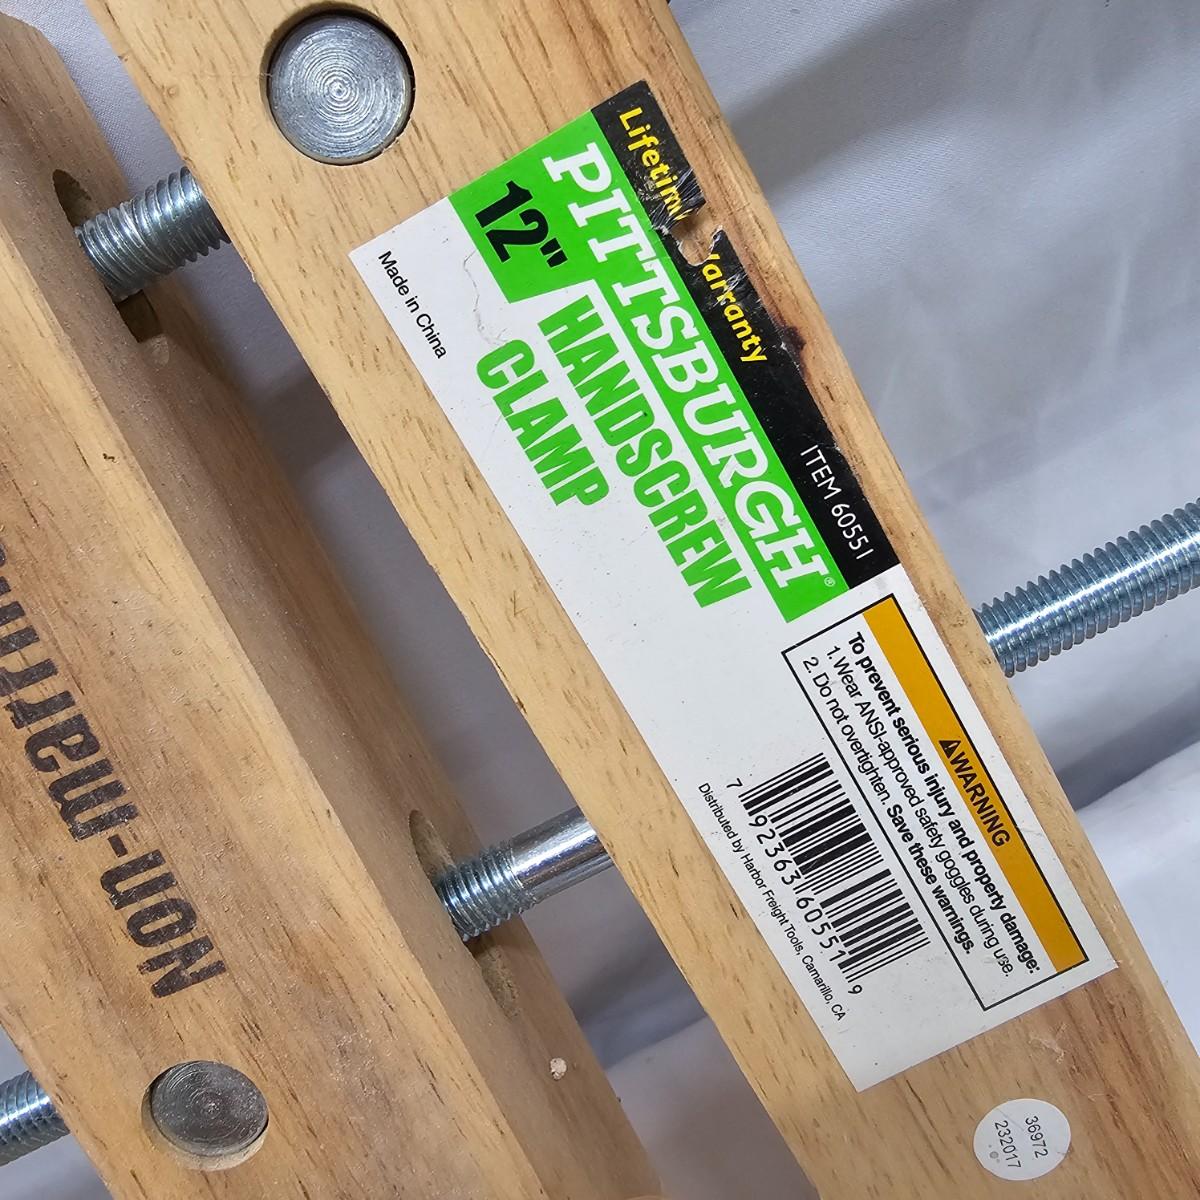 Lifetim arranty
ITEM 60551
PITTSBURGH®
12" HANDSCREW
CLAMP
Made in China
⚠WARNING
To prevent serious injury and property damage:
1. Wear ANSI-approved safety goggles during use.
2. Do not overtighten. Save these warnings.
7 92363 60551 9
Distributed by Harbor Freight Tools, Camarillo, CA
36972
232017
Non-marring